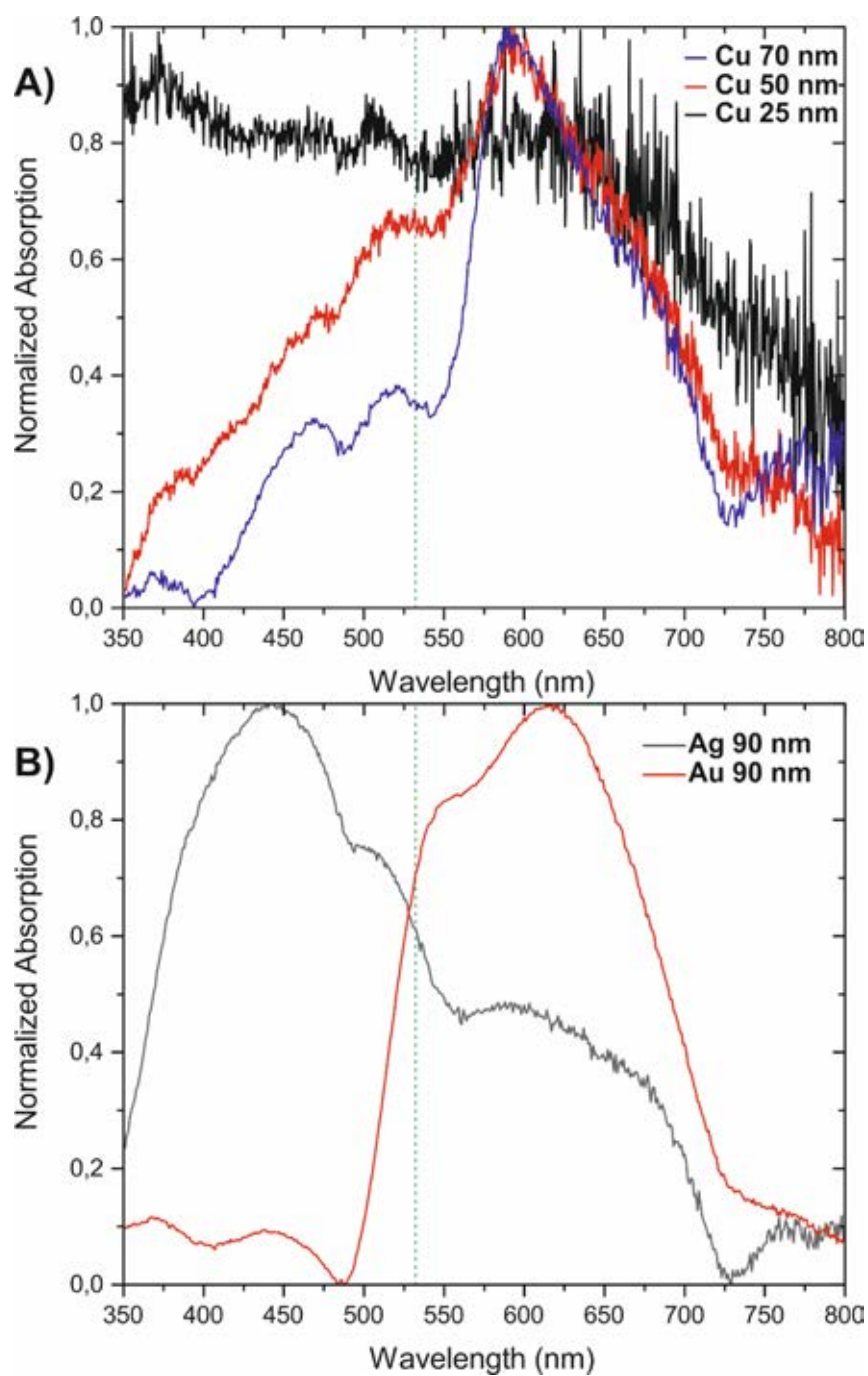 A)
Cu 70 nm
Cu 50 nm
Cu 25 nm
Normalized Absorption
1,0
0,8
0,6
0,4
0,2
0,0
350 400 450 500 550 600 650 700 750 800
Wavelength (nm)
B)
Ag 90 nm
Au 90 nm
Normalized Absorption
1,0
0,8
0,6
0,4
0,2
0,0
350 400 450 500 550 600 650 700 750 800
Wavelength (nm)